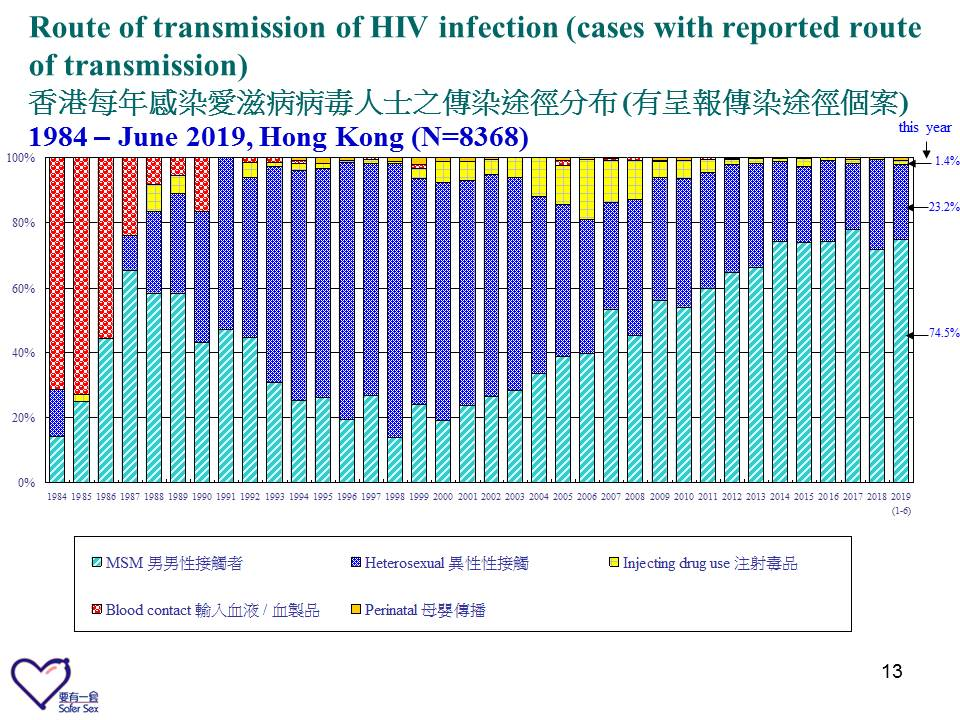 Route of transmission of HIV infection (cases with reported route
of transmission)
香港每年感染愛滋病病毒人士之傳染途徑分布(有呈報傳染途徑個案)
1984 – June 2019, Hong Kong (N=8368)
this year
100%
1.4%
80%
23.2%
60%
74.5%
40%
20%
0%
1984 1985 1986 1987 1988 1989 1990 1991 1992 1993 1994 1995 1996 1997 1998 1999 2000 2001 2002 2003 2004 2005 2006 2007 2008 2009 2010 2011 2012 2013 2014 2015 2016 2017 2018 2019
(1-6)
MSM 男男性接觸者 Heterosexual 異性性接觸 Injecting drug use 注射毒品
Blood contact 輸入血液 / 血製品 Perinatal 母嬰傳播
13
要有一套
Safer Sex